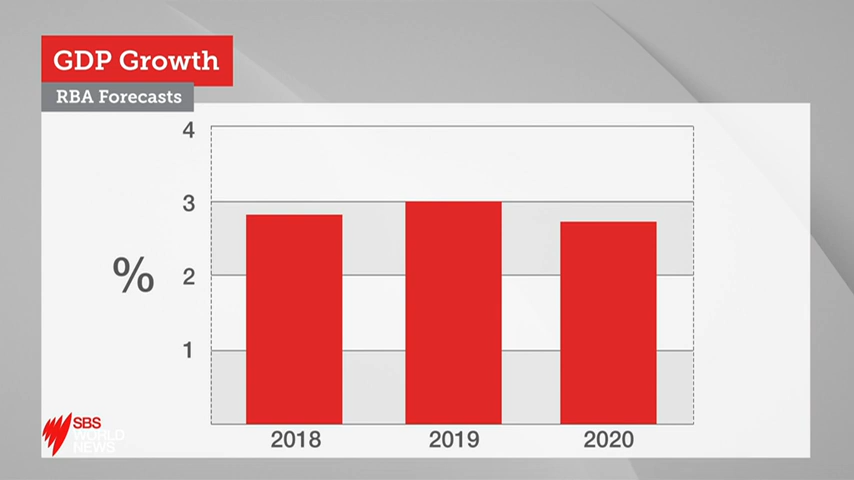 GDP Growth
RBA Forecasts
4
3
%
2
1
2018 2019 2020
SBS
WORLD
NEWS